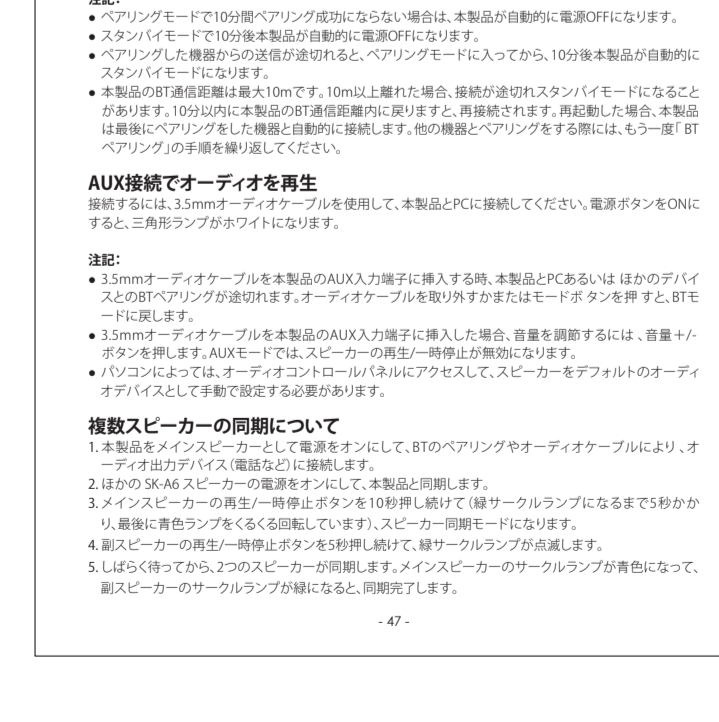 注記：
● ペアリングモードで10分間ペアリング成功にならない場合は、本製品が自動的に電源OFFになります。
● スタンバイモードで10分後本製品が自動的に電源OFFになります。
● ペアリングした機器からの送信が途切れると、ペアリングモードに入ってから、10分後本製品が自動的に
スタンバイモードになります。
● 本製品のBT通信距離は最大10mです。10m以上離れた場合、接続が途切れスタンバイモードになること
があります。10分以内に本製品のBT通信距離内に戻りますと、再接続されます。再起動した場合、本製品
は最後にペアリングをした機器と自動的に接続します。他の機器とペアリングをする際には、もう一度「 BT
ペアリング」の手順を繰り返してください。
AUX接続でオーディオを再生
接続するには、3.5mmオーディオケーブルを使用して、本製品とPCに接続してください。電源ボタンをONに
すると、三角形ランプがホワイトになります。
注記：
● 3.5mmオーディオケーブルを本製品のAUX入力端子に挿入する時、本製品とPCあるいは ほかのデバイ
スとのBTペアリングが途切れます。オーディオケーブルを取り外すかまたはモードボ タンを押 すと、BTモ
ードに戻します。
● 3.5mmオーディオケーブルを本製品のAUX入力端子に挿入した場合、音量を調節するには 、音量＋/-
ボタンを押します。AUXモードでは、スピーカーの再生/一時停止が無効になります。
● パソコンによっては、オーディオコントロールパネルにアクセスして、スピーカーをデフォルトのオーディ
オデバイスとして手動で設定する必要があります。
複数スピーカーの同期について
1. 本製品をメインスピーカーとして電源をオンにして、BTのペアリングやオーディオケーブルにより 、オ
ーディオ出力デバイス（電話など）に接続します。
2. ほかの SK-A6 スピーカーの電源をオンにして、本製品と同期します。
3. メインスピーカーの再生/一時停止ボタンを10秒押し続けて（緑サークルランプになるまで5秒かか
り、最後に青色ランプをくるくる回転しています）、スピーカー同期モードになります。
4. 副スピーカーの再生/一時停止ボタンを5秒押し続けて、緑サークルランプが点滅します。
5. しばらく待ってから、2つのスピーカーが同期します。メインスピーカーのサークルランプが青色になって、
副スピーカーのサークルランプが緑になると、同期完了します。
- 47 -